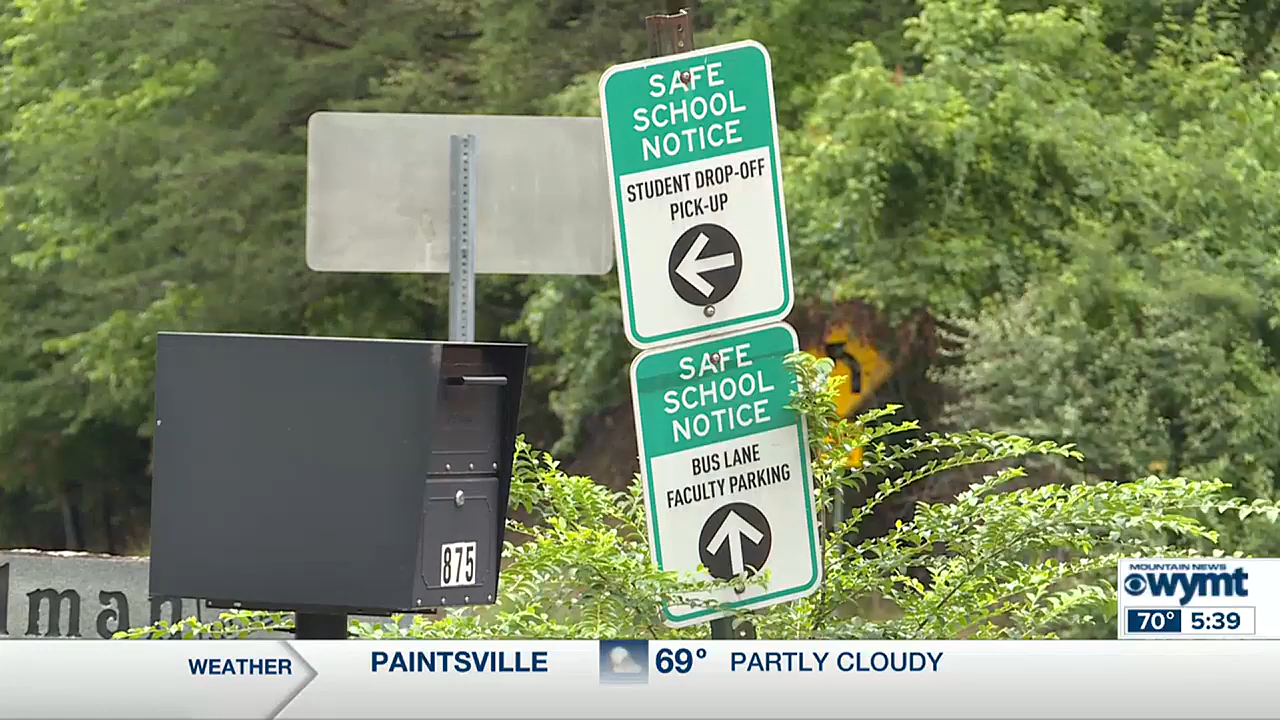 SAFE
SCHOOL
NOTICE
STUDENT DROP-OFF
PICK-UP
SAFE
SCHOOL
NOTICE
BUS LANE
FACULTY PARKING
875
lman
MOUNTAIN NEWS
wymt
70° 5:39
WEATHER PAINTSVILLE 69° PARTLY CLOUDY